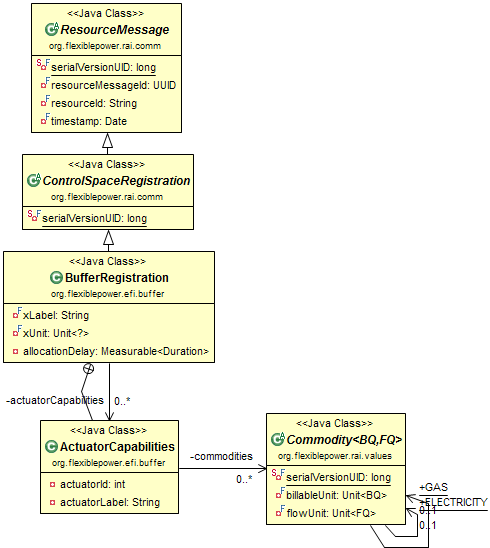 <<Java Class>>
ResourceMessage
org.flexiblepower.rai.comm
serialVersionUID: long
resourceMessageId: UUID
resourceId: String
timestamp: Date
<<Java Class>>
ControlSpaceRegistration
org.flexiblepower.rai.comm
serialVersionUID: long
<<Java Class>>
BufferRegistration
org.flexiblepower.efi.buffer
xLabel: String
xUnit: Unit<?>
allocationDelay: Measurable<Duration>
-actuatorCapabilities
0..*
<<Java Class>>
ActuatorCapabilities
org.flexiblepower.efi.buffer
actuatorId: int
actuatorLabel: String
-commodities
0..*
<<Java Class>>
Commodity<BQ,FQ>
org.flexiblepower.rai.values
serialVersionUID: long
billableUnit: Unit<BQ>
flowUnit: Unit<FQ>
+GAS
+ELECTRICITY
0..1
0..1